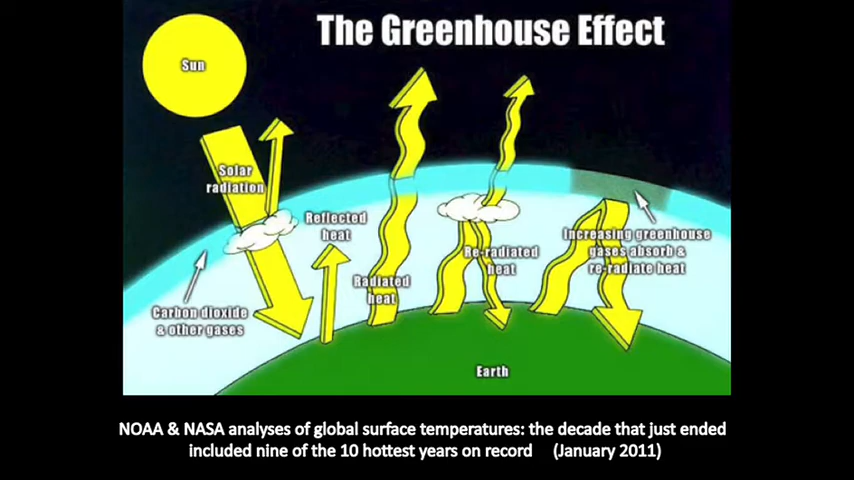 The Greenhouse Effect
Sun
Solar
radiation
Reflected
heat
Radiated
heat
Re-radiated
heat
Increasing greenhouse
gases absorb &
re-radiate heat
Carbon dioxide
& other gases
Earth
NOAA & NASA analyses of global surface temperatures: the decade that just ended
included nine of the 10 hottest years on record (January 2011)